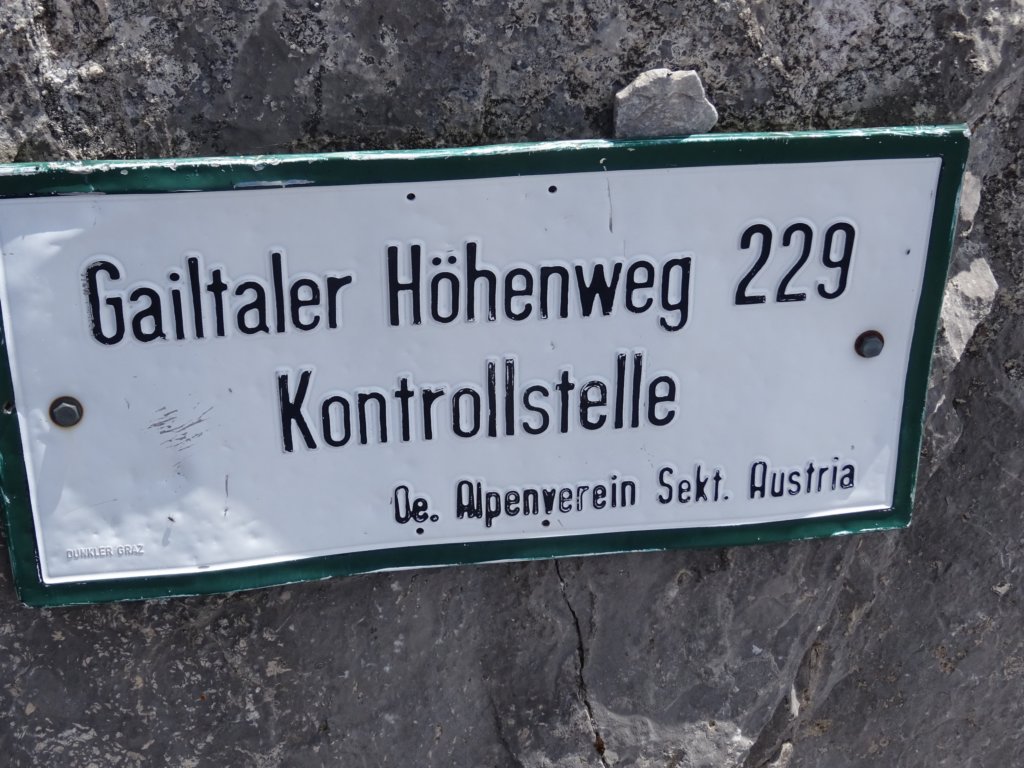 Gailtaler Höhenweg 229
Kontrollstelle
Oe. Alpenverein Sekt. Austria
DUNKLER GRAZ